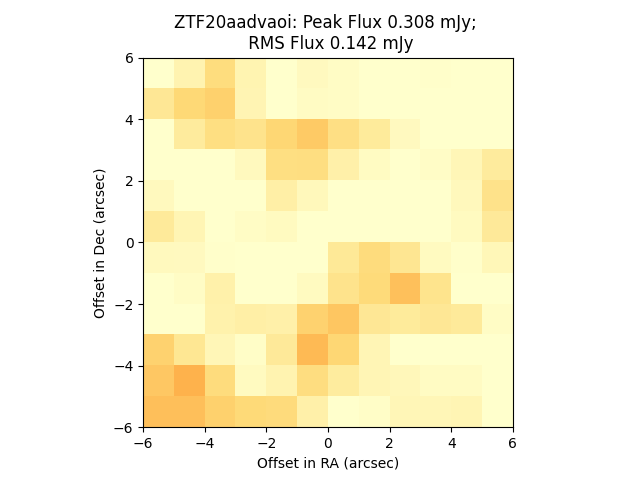 ZTF20aadvaoi: Peak Flux 0.308 mJy;
RMS Flux 0.142 mJy
6
4
2
0
−2
−4
−6
Offset in Dec (arcsec)
−6 −4 −2 0 2 4 6
Offset in RA (arcsec)